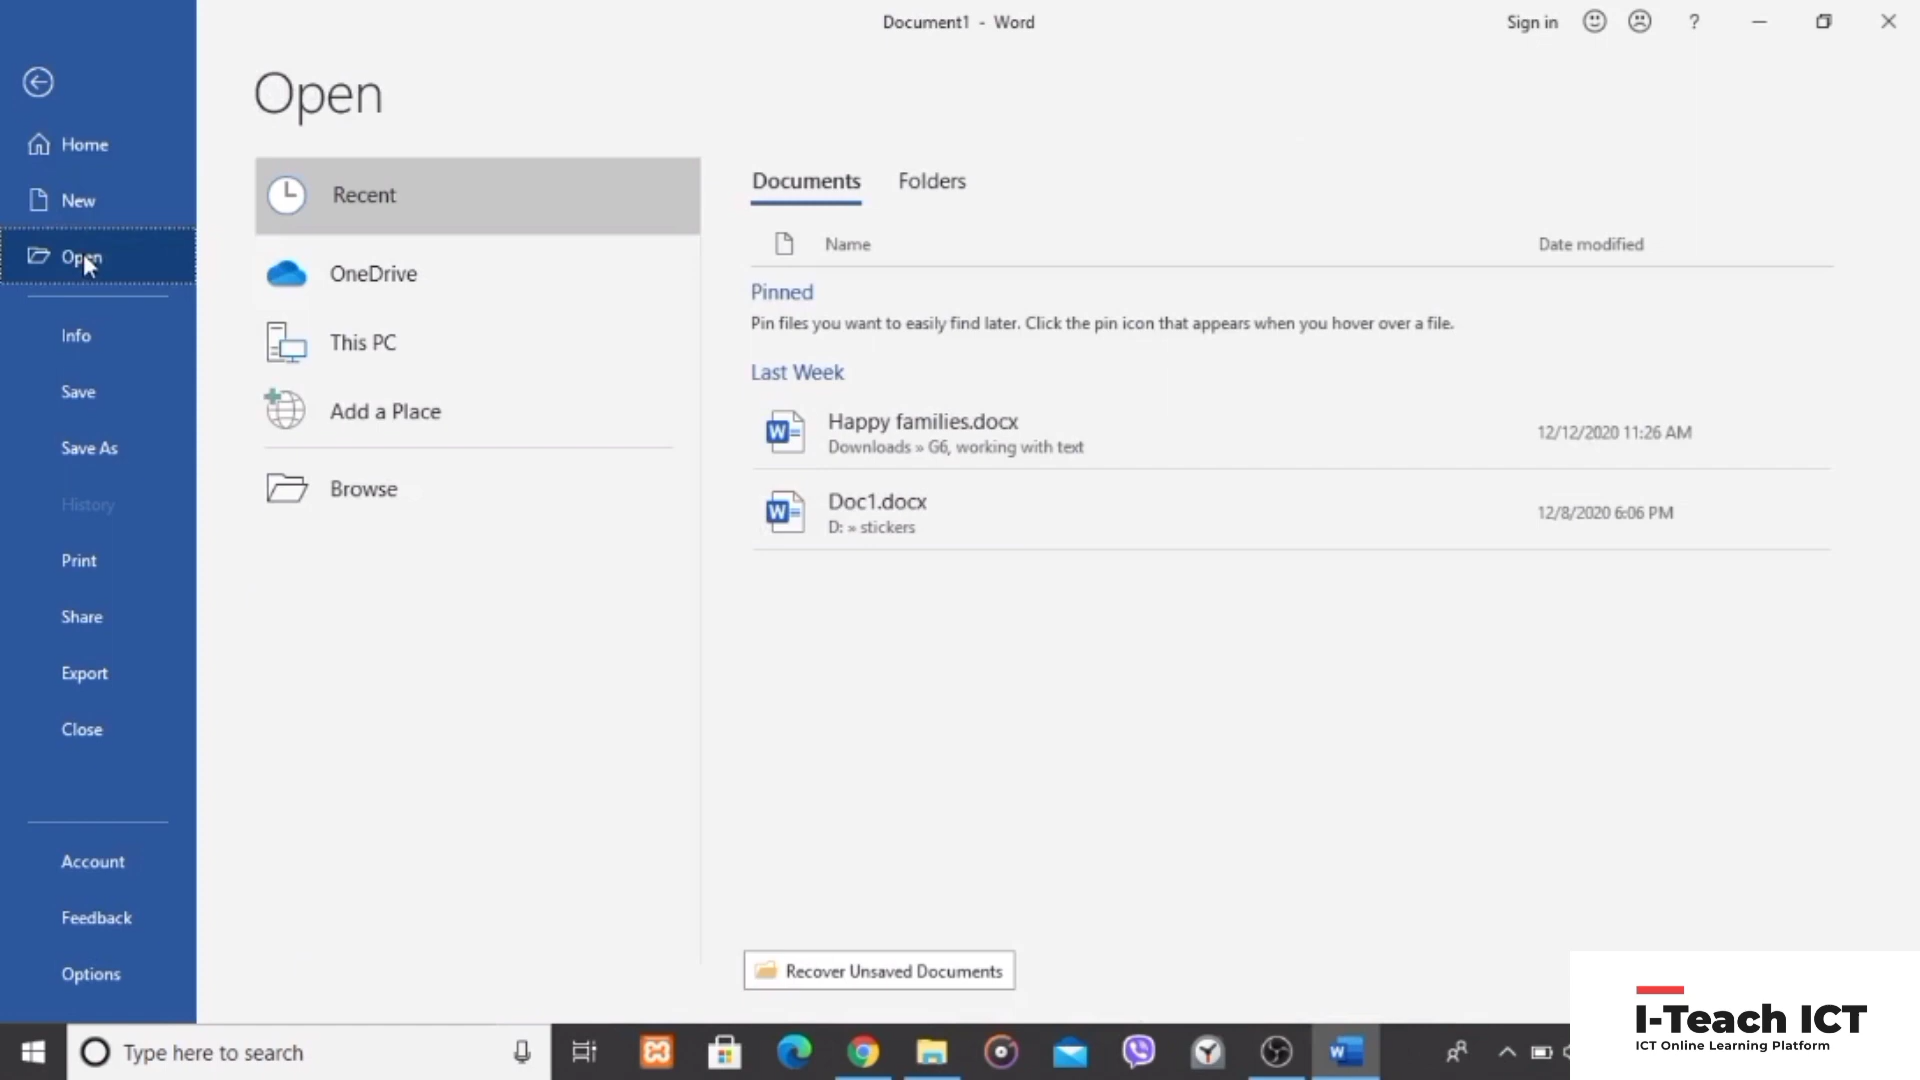 Document1 - Word
Sign in
?
Open
Home
New
Open
Info
Save
Save As
History
Print
Share
Export
Close
Account
Feedback
Options
Recent
OneDrive
This PC
Add a Place
Browse
Documents Folders
Name Date modified
Pinned
Pin files you want to easily find later. Click the pin icon that appears when you hover over a file.
Last Week
Happy families.docx
Downloads » G6, working with text
12/12/2020 11:26 AM
Doc1.docx
D: » stickers
12/8/2020 6:06 PM
Recover Unsaved Documents
Type here to search
I-Teach ICT
ICT Online Learning Platform